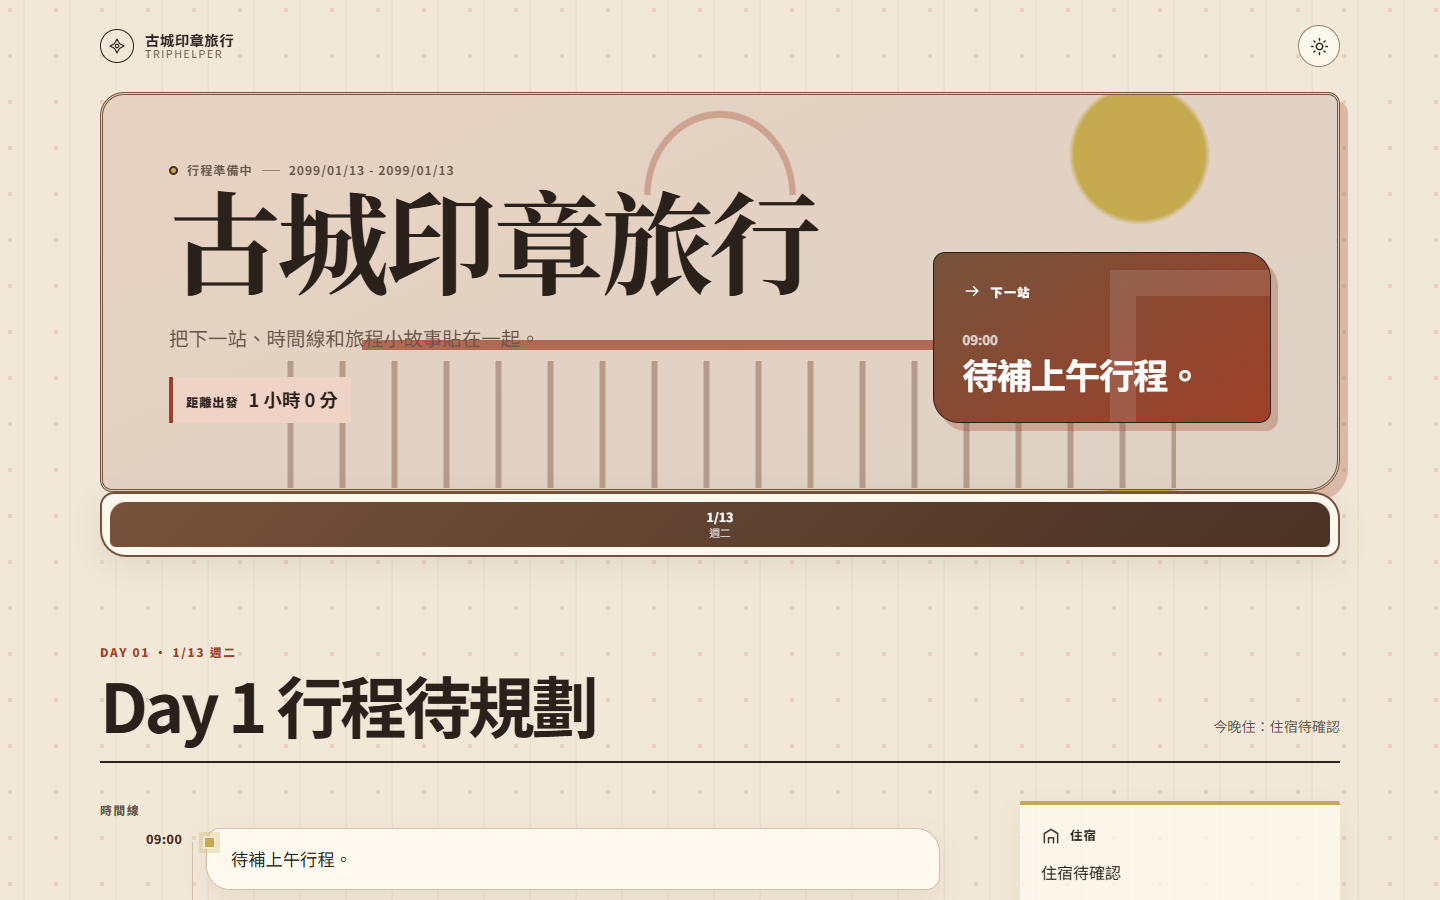 古城印章旅行
TRIPHELPER
行程準備中 — 2099/01/13 - 2099/01/13
古城印章旅行
把下一站、時間線和旅程小故事貼在一起。
距離出發 1 小時 0 分
下一站
09:00
待補上午行程。
1/13
週二
DAY 01 · 1/13 週二
Day 1 行程待規劃
今晚住：住宿待確認
時間線
09:00
待補上午行程。
住宿
住宿待確認